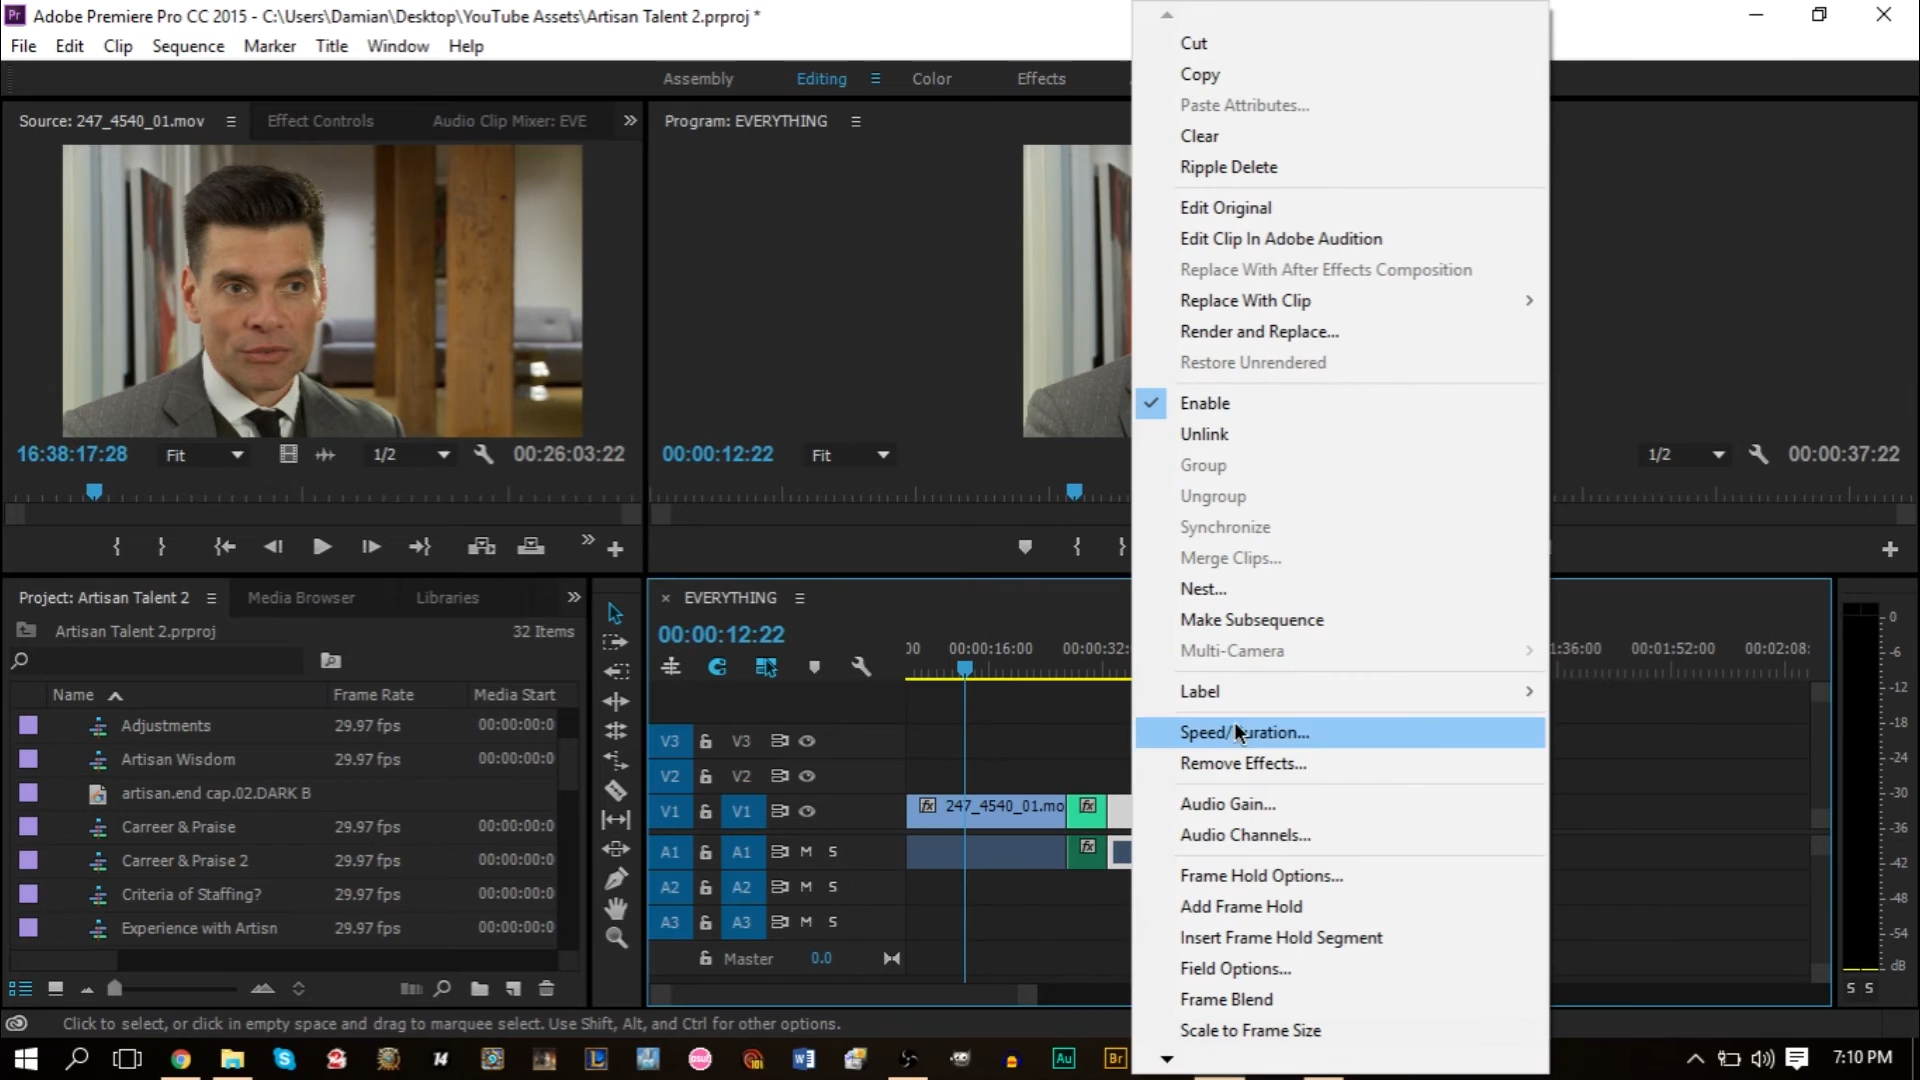 Adobe Premiere Pro CC 2015 - C:\Users\Damian\Desktop\YouTube Assets\Artisan Talent 2.prproj *
File Edit Clip Sequence Marker Title Window Help
Assembly Editing Color Effects
Source: 247_4540_01.mov Effect Controls Audio Clip Mixer: EVE
Program: EVERYTHING
16:38:17:28 Fit 1/2 00:26:03:22
00:00:12:22 Fit
1/2 00:00:37:22
Project: Artisan Talent 2 Media Browser Libraries
Artisan Talent 2.prproj 32 Items
Name Frame Rate Media Start
Adjustments 29.97 fps 00:00:00:0
Artisan Wisdom 29.97 fps 00:00:00:0
artisan.end cap.02.DARK B
Carreer & Praise 29.97 fps 00:00:00:0
Carreer & Praise 2 29.97 fps 00:00:00:0
Criteria of Staffing? 29.97 fps 00:00:00:0
Experience with Artisn 29.97 fps 00:00:00:0
EVERYTHING
00:00:12:22
00 00:00:16:00 00:00:32: 1:36:00 00:01:52:00 00:02:08:
V3 V3
V2 V2
V1 V1 247_4540_01.mo
A1 A1 M S
A2 A2 M S
A3 A3 M S
Master 0.0
Cut
Copy
Paste Attributes...
Clear
Ripple Delete
Edit Original
Edit Clip In Adobe Audition
Replace With After Effects Composition
Replace With Clip
Render and Replace...
Restore Unrendered
Enable
Unlink
Group
Ungroup
Synchronize
Merge Clips...
Nest...
Make Subsequence
Multi-Camera
Label
Speed/Duration...
Remove Effects...
Audio Gain...
Audio Channels...
Frame Hold Options...
Add Frame Hold
Insert Frame Hold Segment
Field Options...
Frame Blend
Scale to Frame Size
0
-6
-12
-18
-24
-30
-36
-42
-48
-54
dB
S S
Click to select, or click in empty space and drag to marquee select. Use Shift, Alt, and Ctrl for other options.
Au Br
7:10 PM